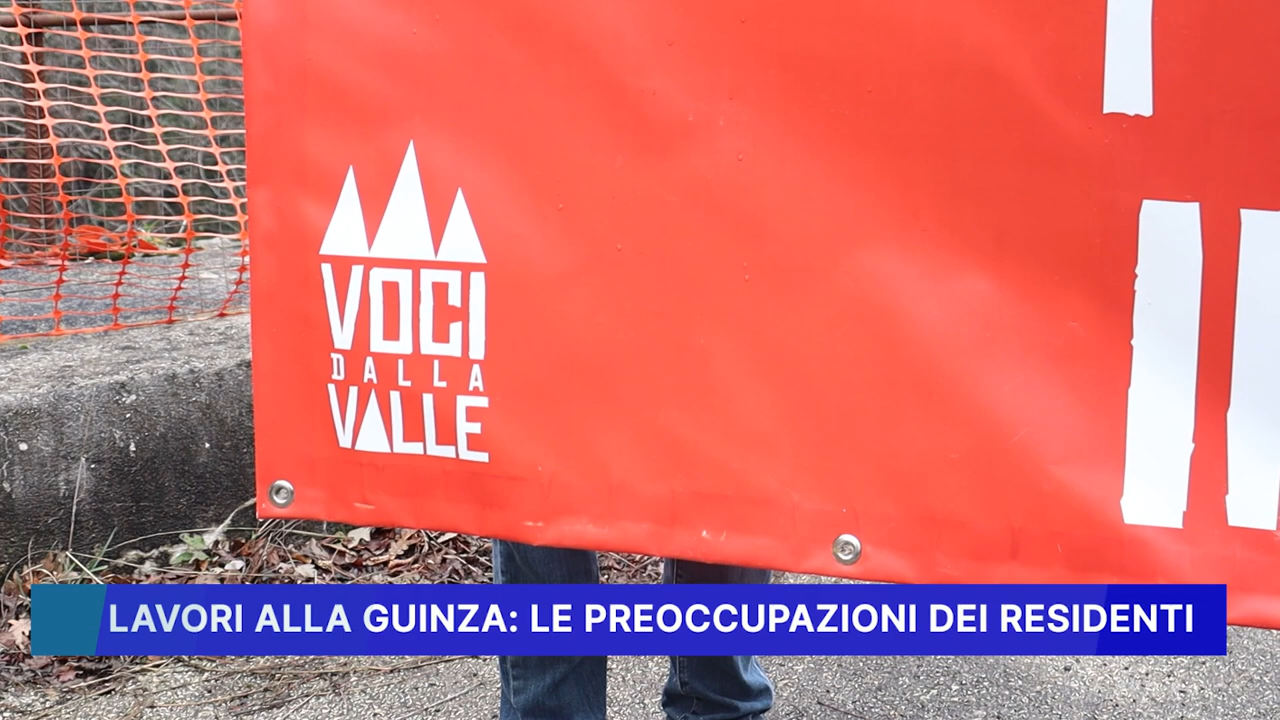 VOCI
DALLA
VALLE
LAVORI ALLA GUINZA: LE PREOCCUPAZIONI DEI RESIDENTI